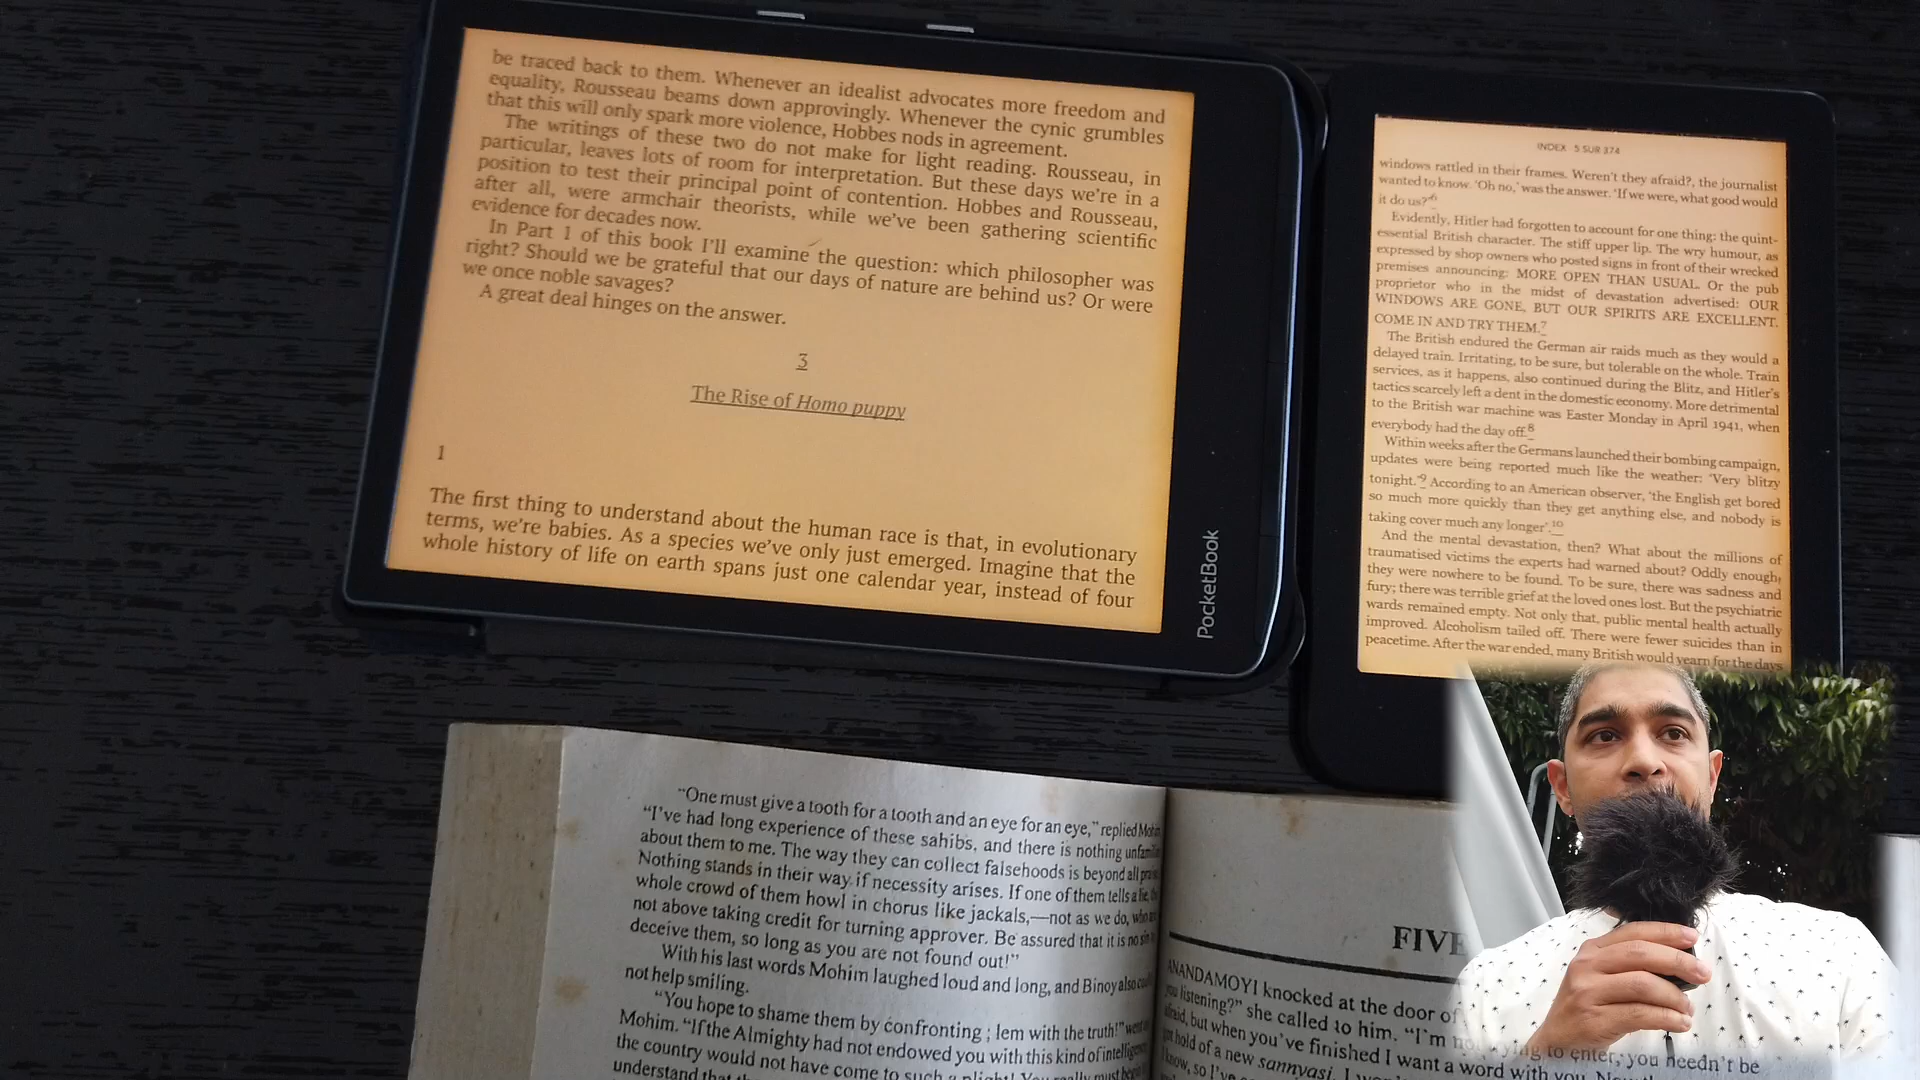 be traced back to them. Whenever an idealist advocates more freedom and
equality, Rousseau beams down approvingly. Whenever the cynic grumbles
that this will only spark more violence, Hobbes nods in agreement.
The writings of these two do not make for light reading. Rousseau, in
particular, leaves lots of room for interpretation. But these days we’re in a
position to test their principal point of contention. Hobbes and Rousseau,
after all, were armchair theorists, while we’ve been gathering scientific
evidence for decades now.
In Part 1 of this book I’ll examine the question: which philosopher was
right? Should we be grateful that our days of nature are behind us? Or were
we once noble savages?
A great deal hinges on the answer.
3
The Rise of Homo puppy
1
The first thing to understand about the human race is that, in evolutionary
terms, we’re babies. As a species we’ve only just emerged. Imagine that the
whole history of life on earth spans just one calendar year, instead of four
PocketBook
INDEX 5 SUR 374
windows rattled in their frames. Weren’t they afraid?, the journalist
wanted to know. ‘Oh no,’ was the answer. ‘If we were, what good would
it do us?’6
Evidently, Hitler had forgotten to account for one thing: the quint-
essential British character. The stiff upper lip. The wry humour, as
expressed by shop owners who posted signs in front of their wrecked
premises announcing: MORE OPEN THAN USUAL. Or the pub
proprietor who in the midst of devastation advertised: OUR
WINDOWS ARE GONE, BUT OUR SPIRITS ARE EXCELLENT.
COME IN AND TRY THEM.7
The British endured the German air raids much as they would a
delayed train. Irritating, to be sure, but tolerable on the whole. Train
services, as it happens, also continued during the Blitz, and Hitler’s
tactics scarcely left a dent in the domestic economy. More detrimental
to the British war machine was Easter Monday in April 1941, when
everybody had the day off.8
Within weeks after the Germans launched their bombing campaign,
updates were being reported much like the weather: ‘Very blitzy
tonight.’9 According to an American observer, ‘the English get bored
so much more quickly than they get anything else, and nobody is
taking cover much any longer’.10
And the mental devastation, then? What about the millions of
traumatised victims the experts had warned about? Oddly enough,
they were nowhere to be found. To be sure, there was sadness and
fury; there was terrible grief at the loved ones lost. But the psychiatric
wards remained empty. Not only that, public mental health actually
improved. Alcoholism tailed off. There were fewer suicides than in
peacetime. After the war ended, many British would yearn for the days
“One must give a tooth for a tooth and an eye for an eye,” replied
“I’ve had long experience of these sahibs, and there is nothing
about them to me. The way they can collect falsehoods is beyond all
Nothing stands in their way if necessity arises. If one of them tells a lie,
whole crowd of them howl in chorus like jackals,—not as we do,
not above taking credit for turning approver. Be assured that it is no
deceive them, so long as you are not found out!”
With his last words Mohim laughed loud and long, and Binoy also
not help smiling.
“You hope to shame them by confronting lem with the truth!”
Mohim. “If the Almighty had not endowed you with this kind of
the country would not have come to such a plight! You really must
understand that
FIVE
ANANDAMOYI knocked at the door of
you listening?” she called to him. “I’m to enter, you needn’t be
afraid, but when you’ve finished I want a word with you.
got hold of a new sannyasi.
I know, so I’ve